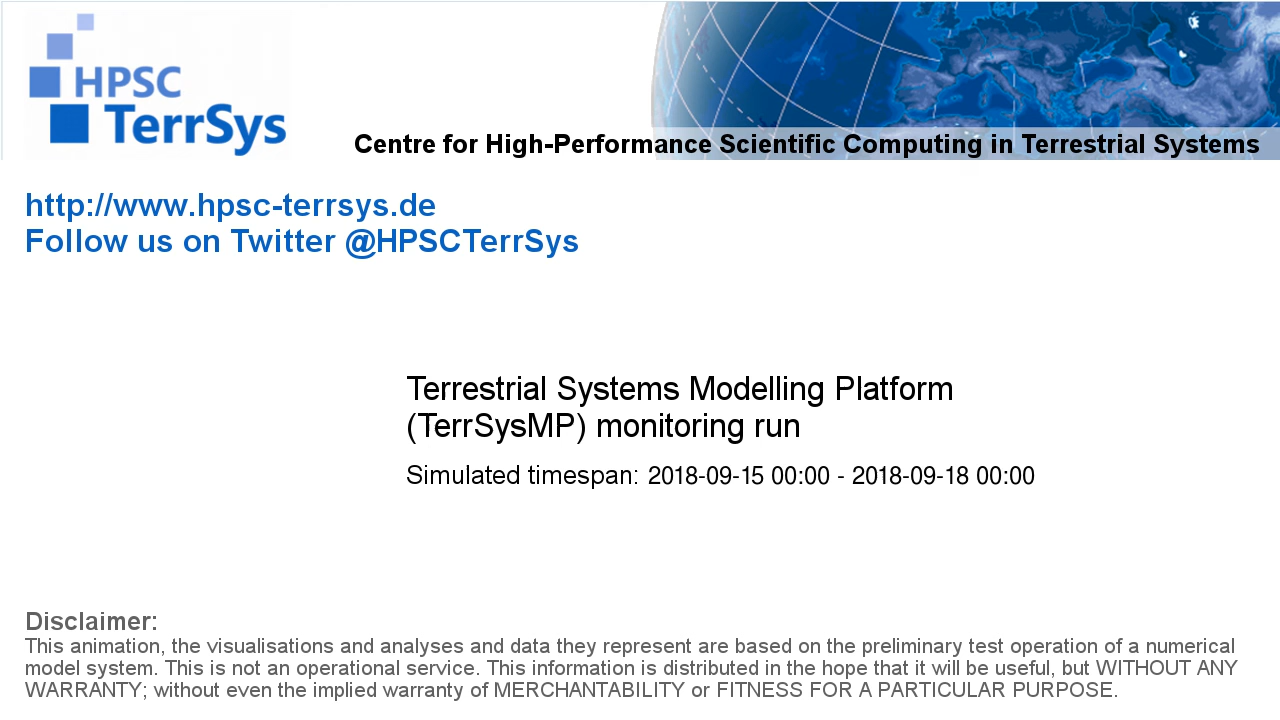 HPSC
TerrSys
Centre for High-Performance Scientific Computing in Terrestrial Systems
http://www.hpsc-terrsys.de
Follow us on Twitter @HPSCTerrSys
Terrestrial Systems Modelling Platform
(TerrSysMP) monitoring run
Simulated timespan: 2018-09-15 00:00 - 2018-09-18 00:00
Disclaimer:
This animation, the visualisations and analyses and data they represent are based on the preliminary test operation of a numerical
model system. This is not an operational service. This information is distributed in the hope that it will be useful, but WITHOUT ANY
WARRANTY; without even the implied warranty of MERCHANTABILITY or FITNESS FOR A PARTICULAR PURPOSE.